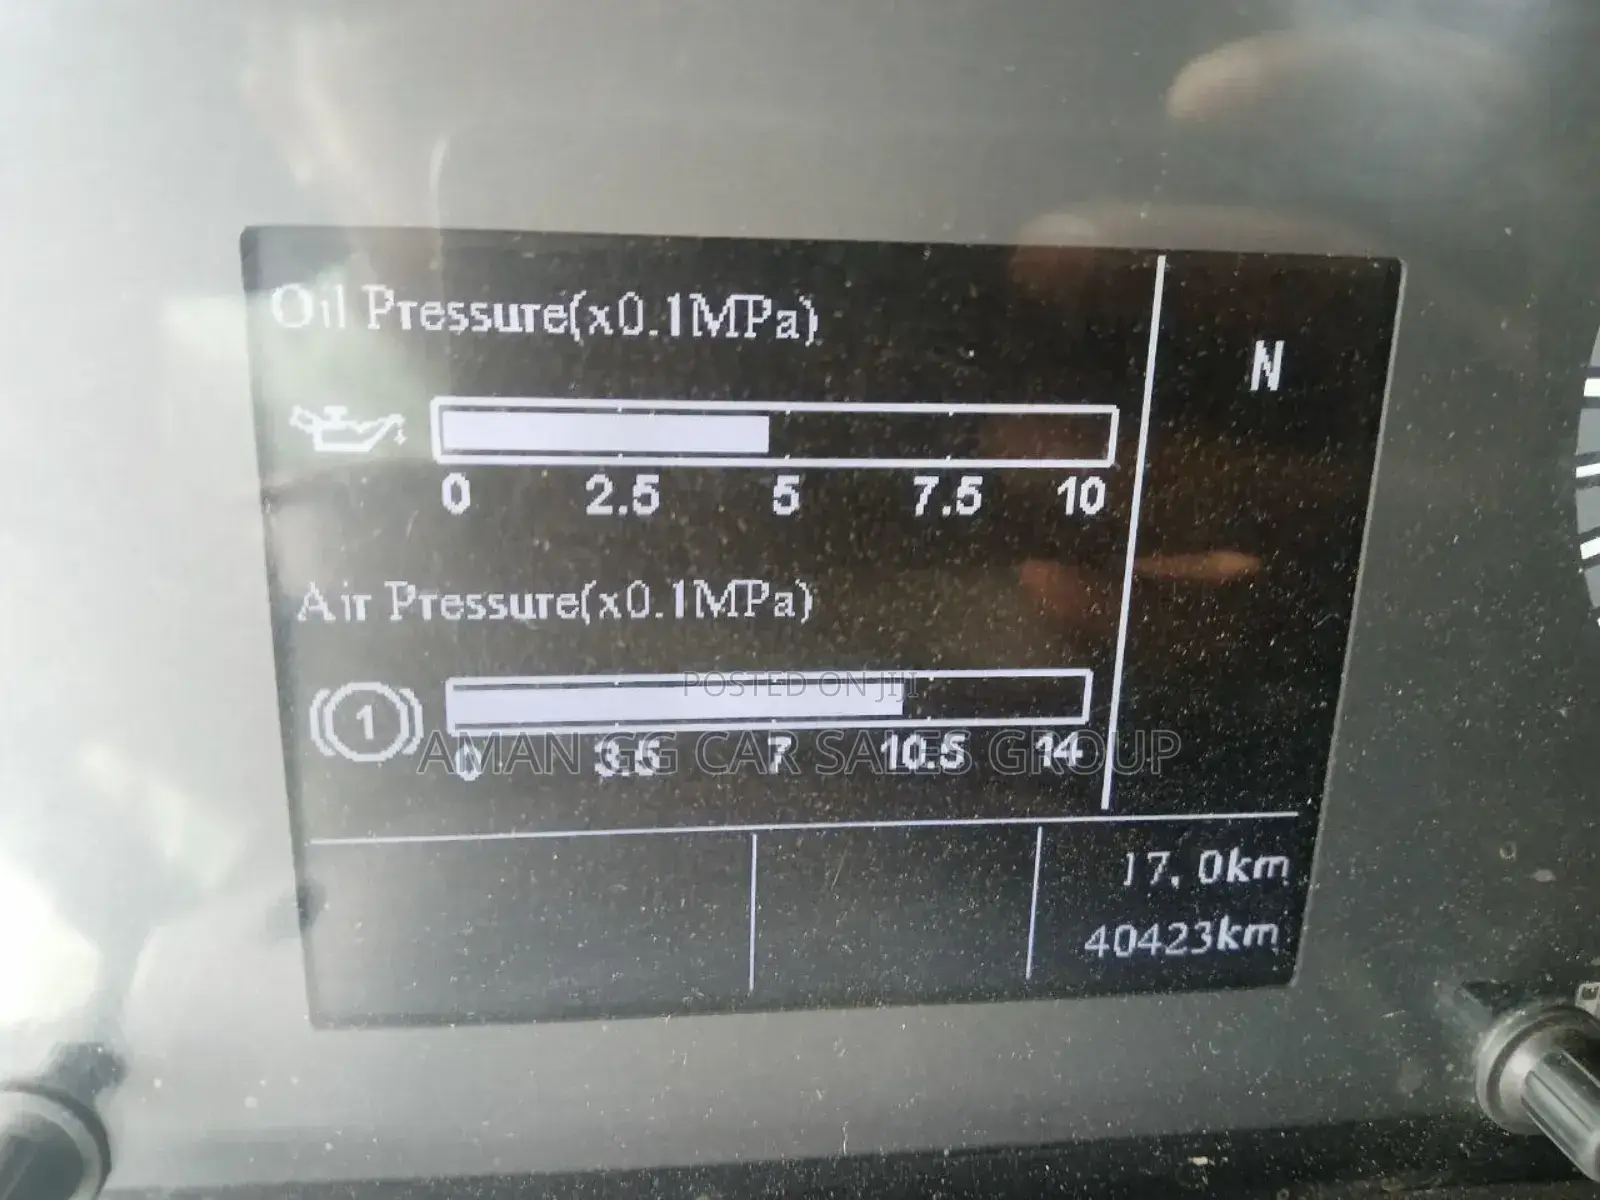 Oil Pressure(x0.1MPa)
N
0 2.5 5 7.5 10
Air Pressure(x0.1MPa)
POSTED ON JIJI
1
0 3.5 7 10.5 14
AMAN GG CAR SALES GROUP
17.0km
40423km